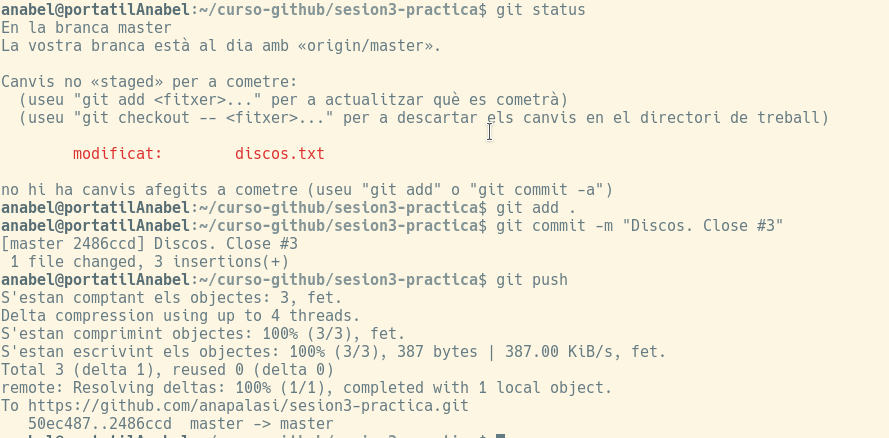 anabel@portatilAnabel:~/curso-github/sesion3-practica$ git status
En la branca master
La vostra branca està al dia amb «origin/master».
Canvis no «staged» per a cometre:
(useu "git add <fitxer>..." per a actualitzar què es cometrà)
(useu "git checkout -- <fitxer>..." per a descartar els canvis en el directori de treball)
modificat: discos.txt
no hi ha canvis afegits a cometre (useu "git add" o "git commit -a")
anabel@portatilAnabel:~/curso-github/sesion3-practica$ git add .
anabel@portatilAnabel:~/curso-github/sesion3-practica$ git commit -m "Discos. Close #3"
[master 2486ccd] Discos. Close #3
1 file changed, 3 insertions(+)
anabel@portatilAnabel:~/curso-github/sesion3-practica$ git push
S'estan comptant els objectes: 3, fet.
Delta compression using up to 4 threads.
S'estan comprimint objectes: 100% (3/3), fet.
S'estan escrivint els objectes: 100% (3/3), 387 bytes | 387.00 KiB/s, fet.
Total 3 (delta 1), reused 0 (delta 0)
remote: Resolving deltas: 100% (1/1), completed with 1 local object.
To https://github.com/anapalasi/sesion3-practica.git
50ec487..2486ccd master -> master
anabel@portatilAnabel:~/curso-github/sesion3-practica$